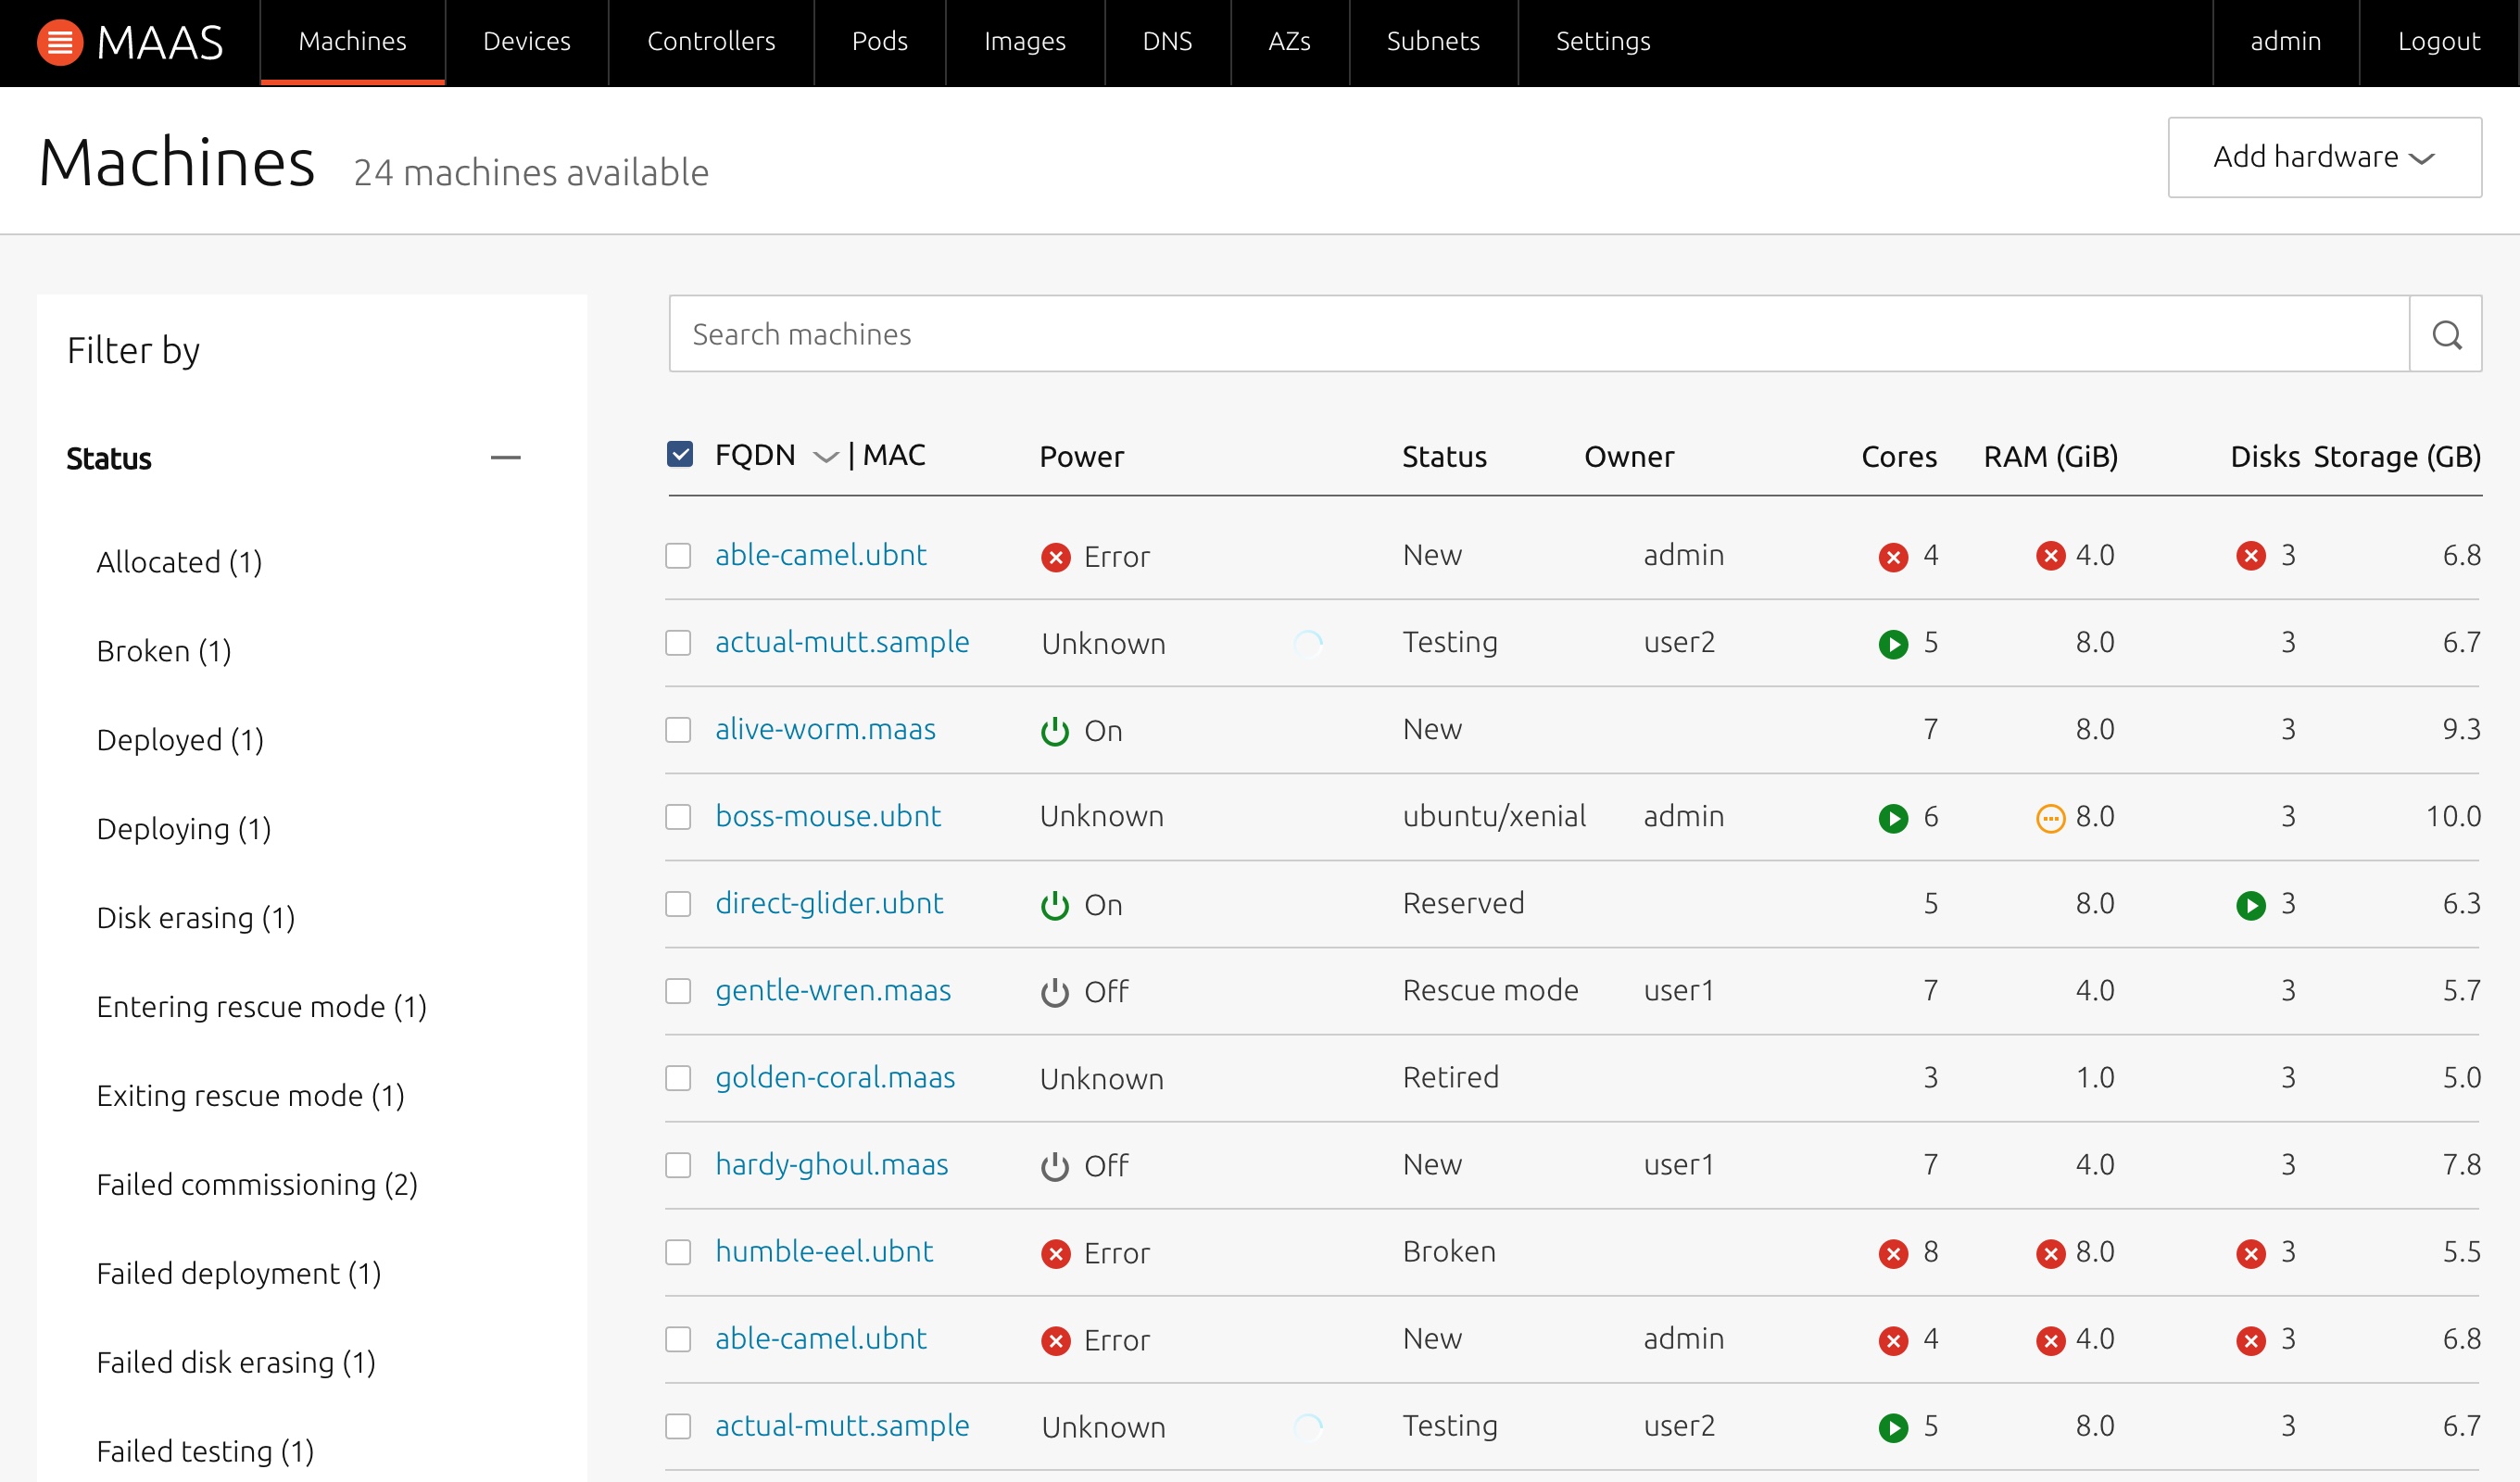 MAAS Machines Devices Controllers Pods Images DNS AZs Subnets Settings admin Logout
Machines 24 machines available Add hardware
Filter by
Status
Allocated (1)
Broken (1)
Deployed (1)
Deploying (1)
Disk erasing (1)
Entering rescue mode (1)
Exiting rescue mode (1)
Failed commissioning (2)
Failed deployment (1)
Failed disk erasing (1)
Failed testing (1)
Search machines
FQDN | MAC Power Status Owner Cores RAM (GiB) Disks Storage (GB)
able-camel.ubnt Error New admin 4 4.0 3 6.8
actual-mutt.sample Unknown Testing user2 5 8.0 3 6.7
alive-worm.maas On New 7 8.0 3 9.3
boss-mouse.ubnt Unknown ubuntu/xenial admin 6 8.0 3 10.0
direct-glider.ubnt On Reserved 5 8.0 3 6.3
gentle-wren.maas Off Rescue mode user1 7 4.0 3 5.7
golden-coral.maas Unknown Retired 3 1.0 3 5.0
hardy-ghoul.maas Off New user1 7 4.0 3 7.8
humble-eel.ubnt Error Broken 8 8.0 3 5.5
able-camel.ubnt Error New admin 4 4.0 3 6.8
actual-mutt.sample Unknown Testing user2 5 8.0 3 6.7